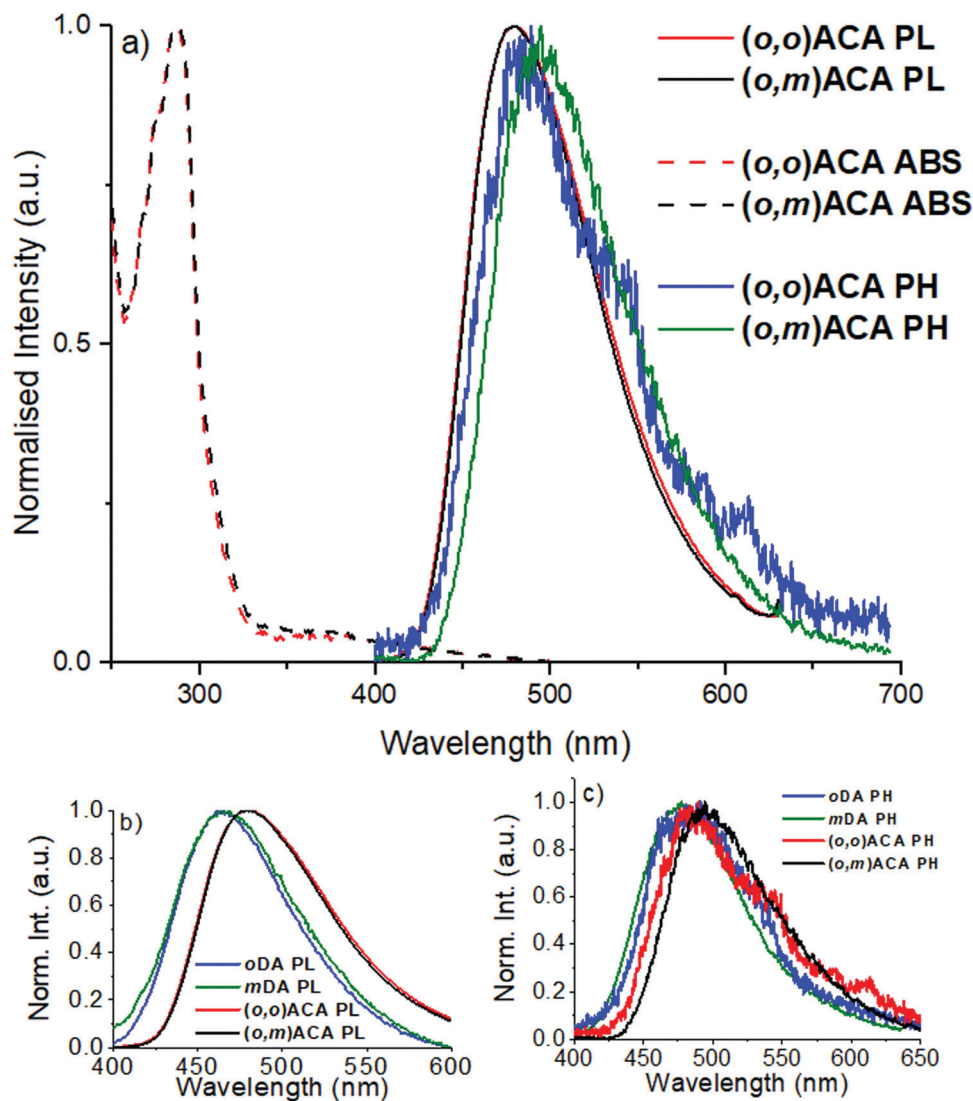 a)
1.0
0.5
0.0
Normalised Intensity (a.u.)
(o,o)ACA PL
(o,m)ACA PL
(o,o)ACA ABS
(o,m)ACA ABS
(o,o)ACA PH
(o,m)ACA PH
300 400 500 600 700
Wavelength (nm)
b)
1.0
0.8
0.6
0.4
0.2
0.0
Norm. Int. (a.u.)
oDA PL
mDA PL
(o,o)ACA PL
(o,m)ACA PL
400 450 500 550 600
Wavelength (nm)
c)
1.0
0.8
0.6
0.4
0.2
0.0
Norm. Int. (a.u.)
oDA PH
mDA PH
(o,o)ACA PH
(o,m)ACA PH
400 450 500 550 600 650
Wavelength (nm)